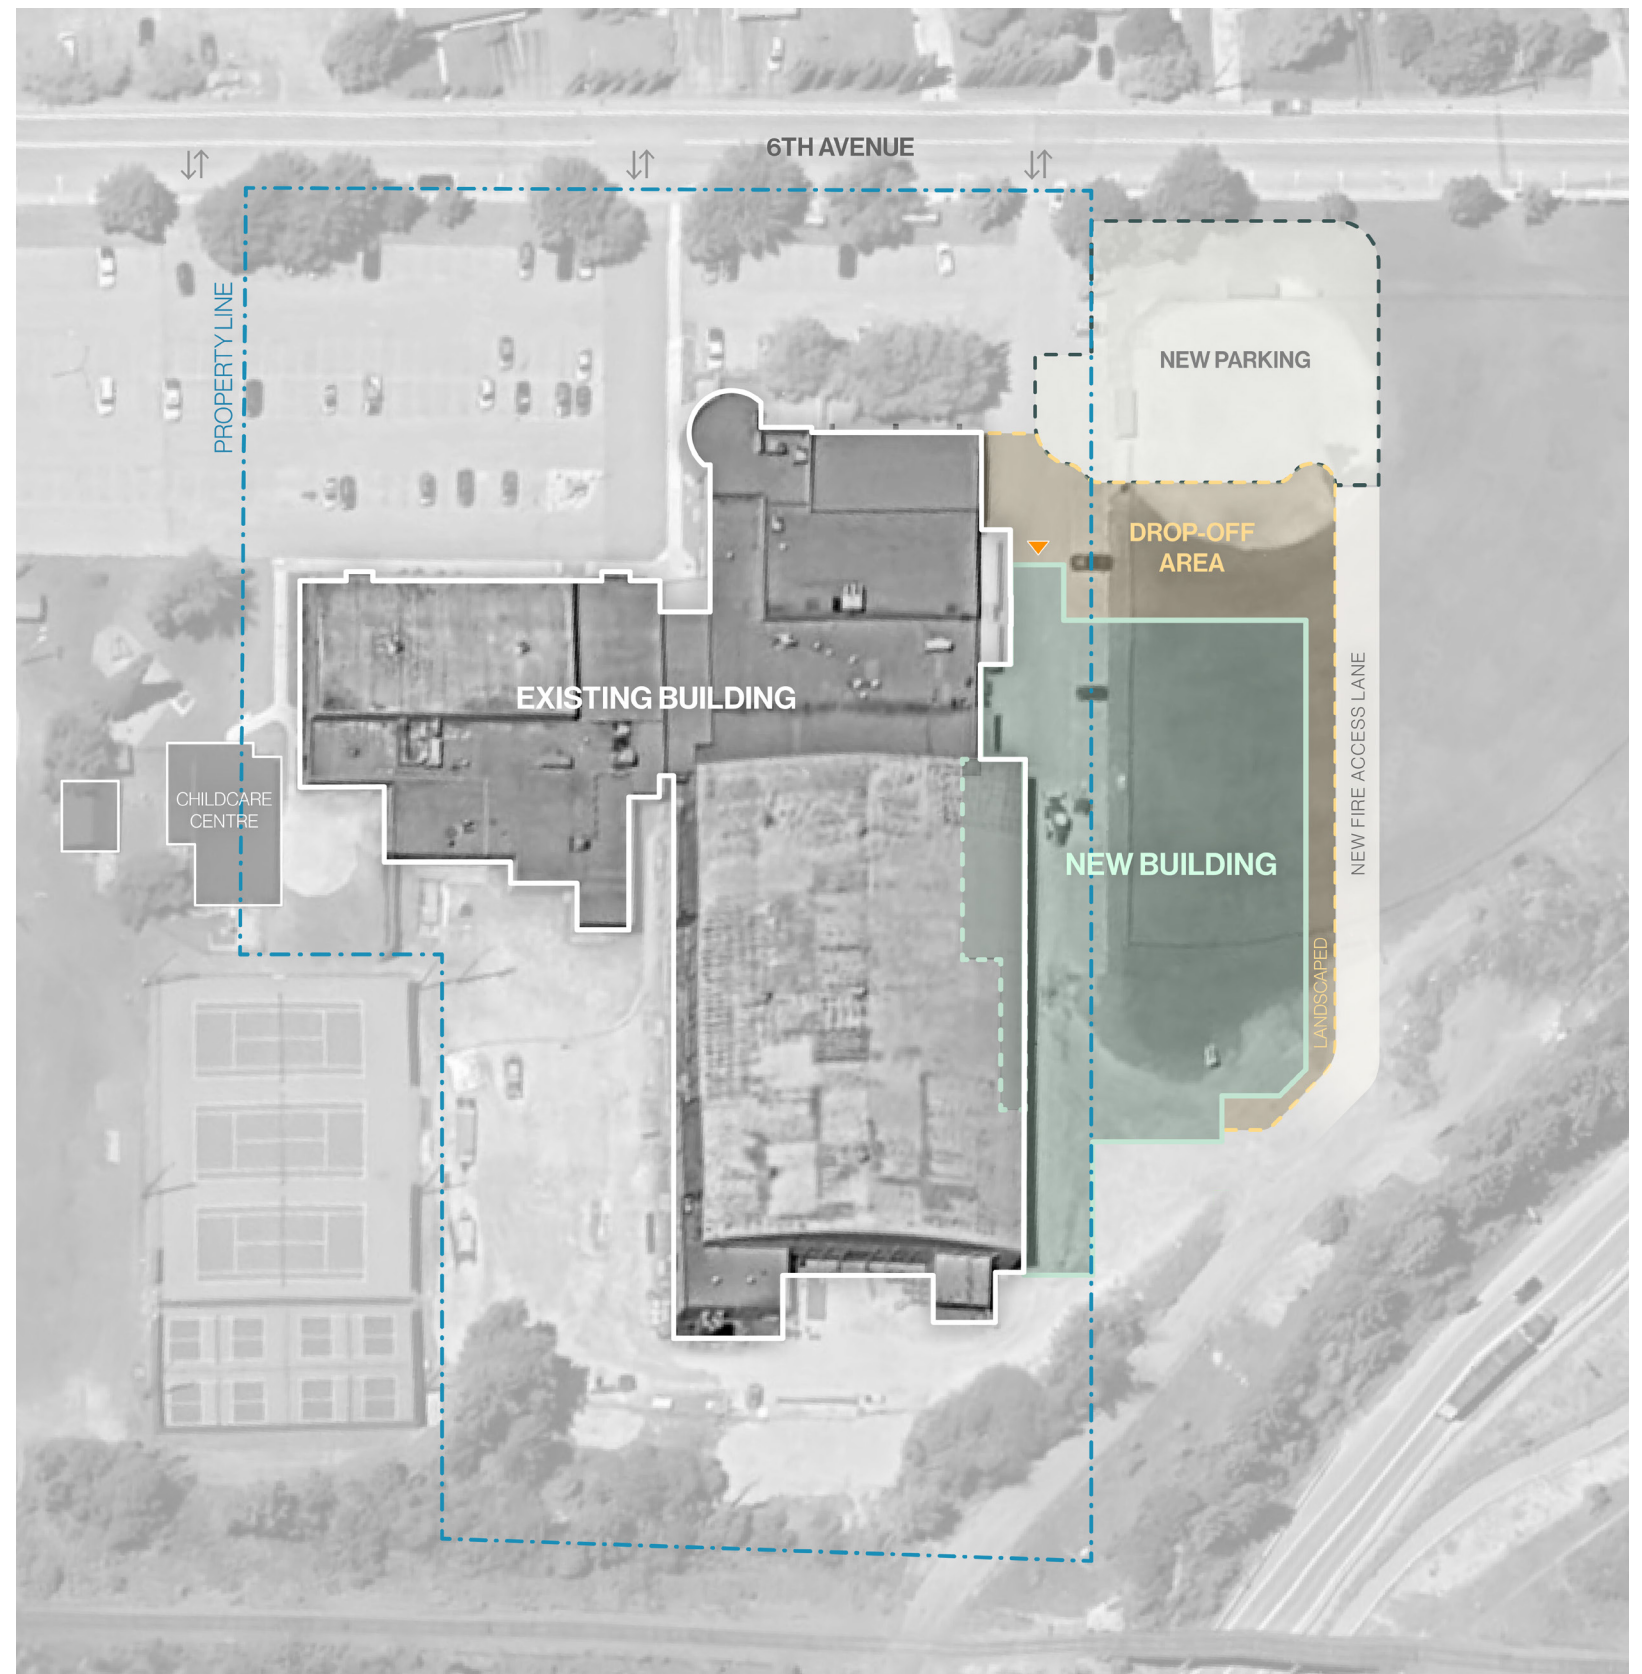 6TH AVENUE
PROPERTY LINE
NEW PARKING
DROP-OFF
AREA
EXISTING BUILDING
NEW FIRE ACCESS LANE
CHILDCARE
CENTRE
NEW BUILDING
LANDSCAPED